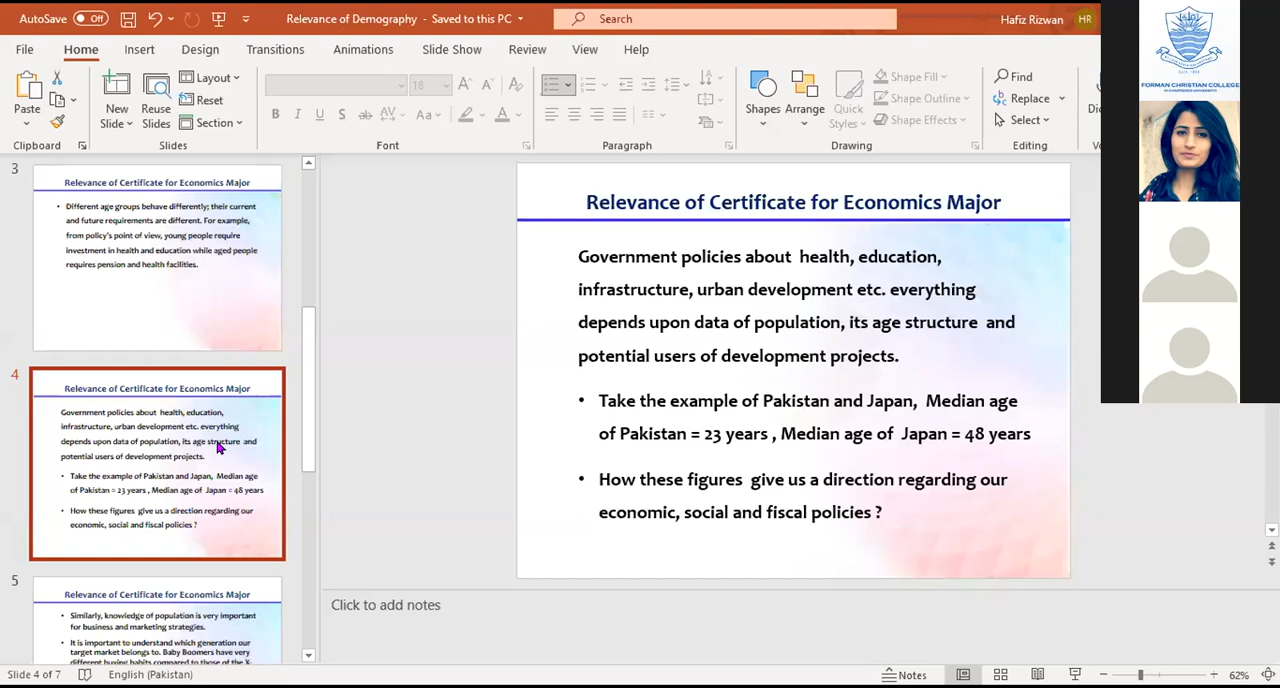 AutoSave Off Relevance of Demography - Saved to this PC Search Hafiz Rizwan HR
File Home Insert Design Transitions Animations Slide Show Review View Help
Paste New Slide Reuse Slides Layout Reset Section 18 Shapes Arrange Quick Styles Shape Fill Shape Outline Shape Effects Find Replace Select
Clipboard Slides Font Paragraph Drawing Editing
FORMAN CHRISTIAN COLLEGE
3
Relevance of Certificate for Economics Major
• Different age groups behave differently; their current
and future requirements are different. For example,
from policy's point of view, young people require
investment in health and education while aged people
requires pension and health facilities.
4
Relevance of Certificate for Economics Major
Government policies about health, education,
infrastructure, urban development etc. everything
depends upon data of population, its age structure and
potential users of development projects.
• Take the example of Pakistan and Japan, Median age
of Pakistan = 23 years , Median age of Japan = 48 years
• How these figures give us a direction regarding our
economic, social and fiscal policies ?
5
Relevance of Certificate for Economics Major
• Similarly, knowledge of population is very important
for business and marketing strategies.
• It is important to understand which generation our
target market belongs to. Baby Boomers have very
different buying habits compared to those of the X-
Relevance of Certificate for Economics Major
Government policies about health, education,
infrastructure, urban development etc. everything
depends upon data of population, its age structure and
potential users of development projects.
• Take the example of Pakistan and Japan, Median age
of Pakistan = 23 years , Median age of Japan = 48 years
• How these figures give us a direction regarding our
economic, social and fiscal policies ?
Click to add notes
Slide 4 of 7 English (Pakistan) Notes 62%